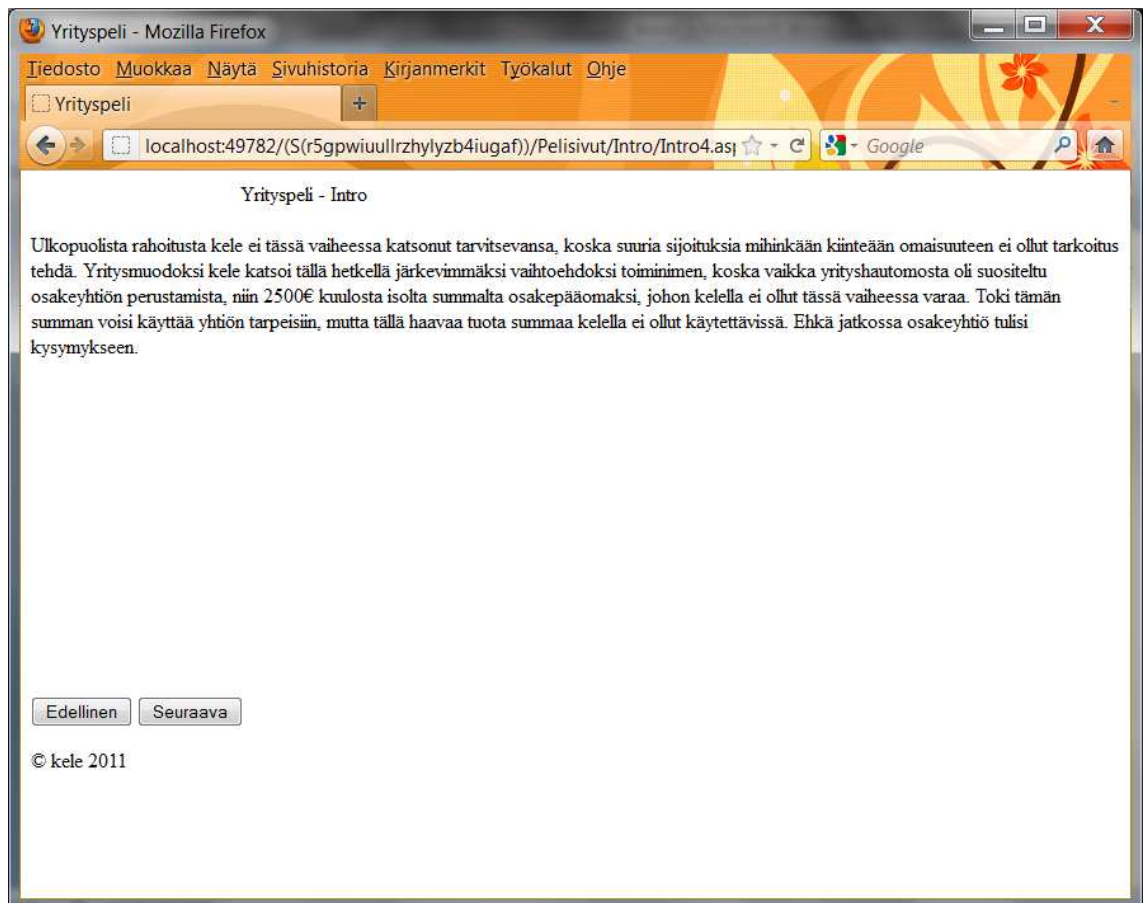 Yrityspeli - Mozilla Firefox
Tiedosto Muokkaa Näytä Sivuhistoria Kirjanmerkit Työkalut Ohje
Yrityspeli +
localhost:49782/(S(r5gpwiuullrzhylyzb4iugaf))/Pelisivut/Intro/Intro4.asp Google
Yrityspeli - Intro
Ulkopuolista rahoitusta kele ei tässä vaiheessa katsonut tarvitsevansa, koska suuria sijoituksia mihinkään kiinteään omaisuuteen ei ollut tarkoitus
tehdä. Yritysmuodoksi kele katsoi tällä hetkellä järkevimmäksi vaihtoehdoksi toiminimen, koska vaikka yrityshautomosta oli suositeltu
osakeyhtiön perustamista, niin 2500€ kuulosta isolta summalta osakepääomaksi, johon kelella ei ollut tässä vaiheessa varaa. Toki tämän
summan voisi käyttää yhtiön tarpeisiin, mutta tällä haavaa tuota summaa kelella ei ollut käytettävissä. Ehkä jatkossa osakeyhtiö tulisi
kysymykseen.
Edellinen Seuraava
© kele 2011